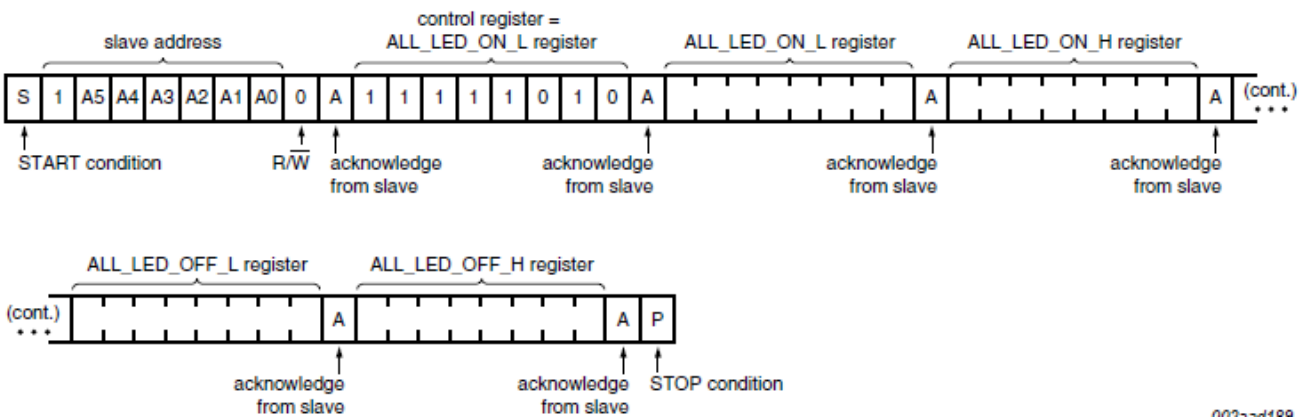 control register =
slave address ALL_LED_ON_L register ALL_LED_ON_L register ALL_LED_ON_H register
S 1 A5 A4 A3 A2 A1 A0 0 A 1 1 1 1 1 0 1 0 A A A (cont.)
START condition R/W̅ acknowledge acknowledge acknowledge acknowledge
from slave from slave from slave from slave
ALL_LED_OFF_L register ALL_LED_OFF_H register
(cont.) A A P
acknowledge acknowledge STOP condition
from slave from slave
002aad189